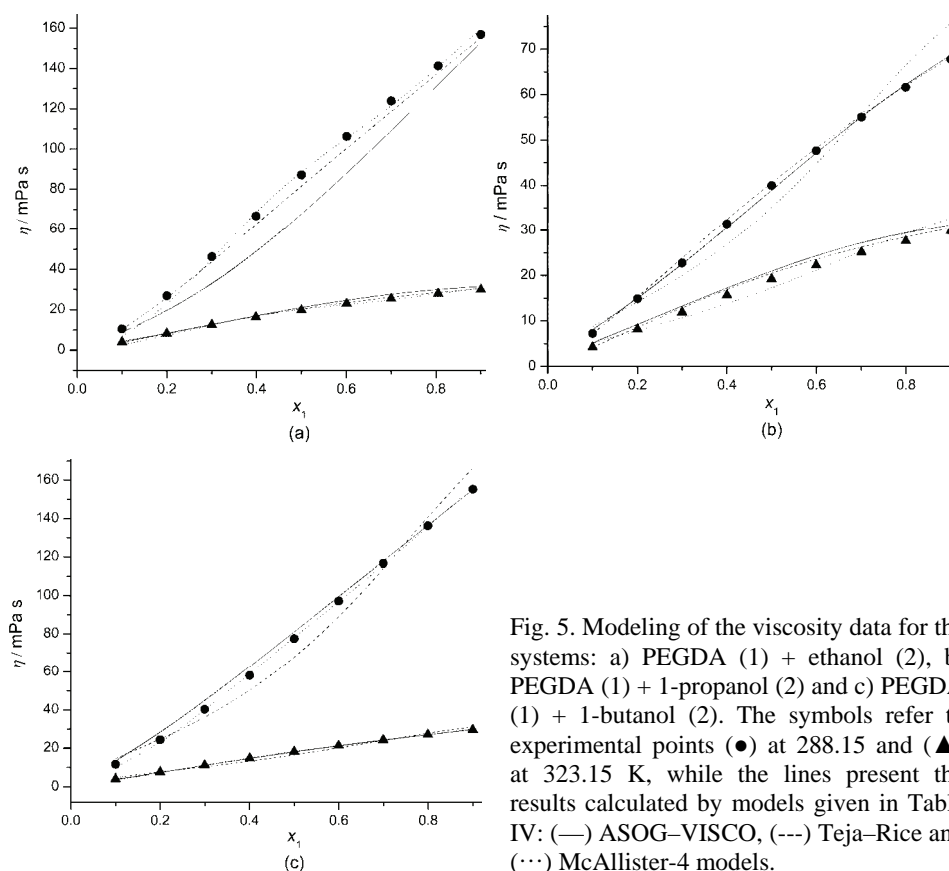 160
140
120
100
80
60
40
20
0
η / mPa s
0.0 0.2 0.4 0.6 0.8
x₁
(a)
70
60
50
40
30
20
10
0
η / mPa s
0.0 0.2 0.4 0.6 0.8
x₁
(b)
160
140
120
100
80
60
40
20
0
η / mPa s
0.0 0.2 0.4 0.6 0.8 1.0
x₁
(c)
Fig. 5. Modeling of the viscosity data for th
systems: a) PEGDA (1) + ethanol (2), b
PEGDA (1) + 1-propanol (2) and c) PEGDA
(1) + 1-butanol (2). The symbols refer t
experimental points (●) at 288.15 and (▲
at 323.15 K, while the lines present th
results calculated by models given in Tabl
IV: (—) ASOG–VISCO, (---) Teja–Rice an
(···) McAllister-4 models.